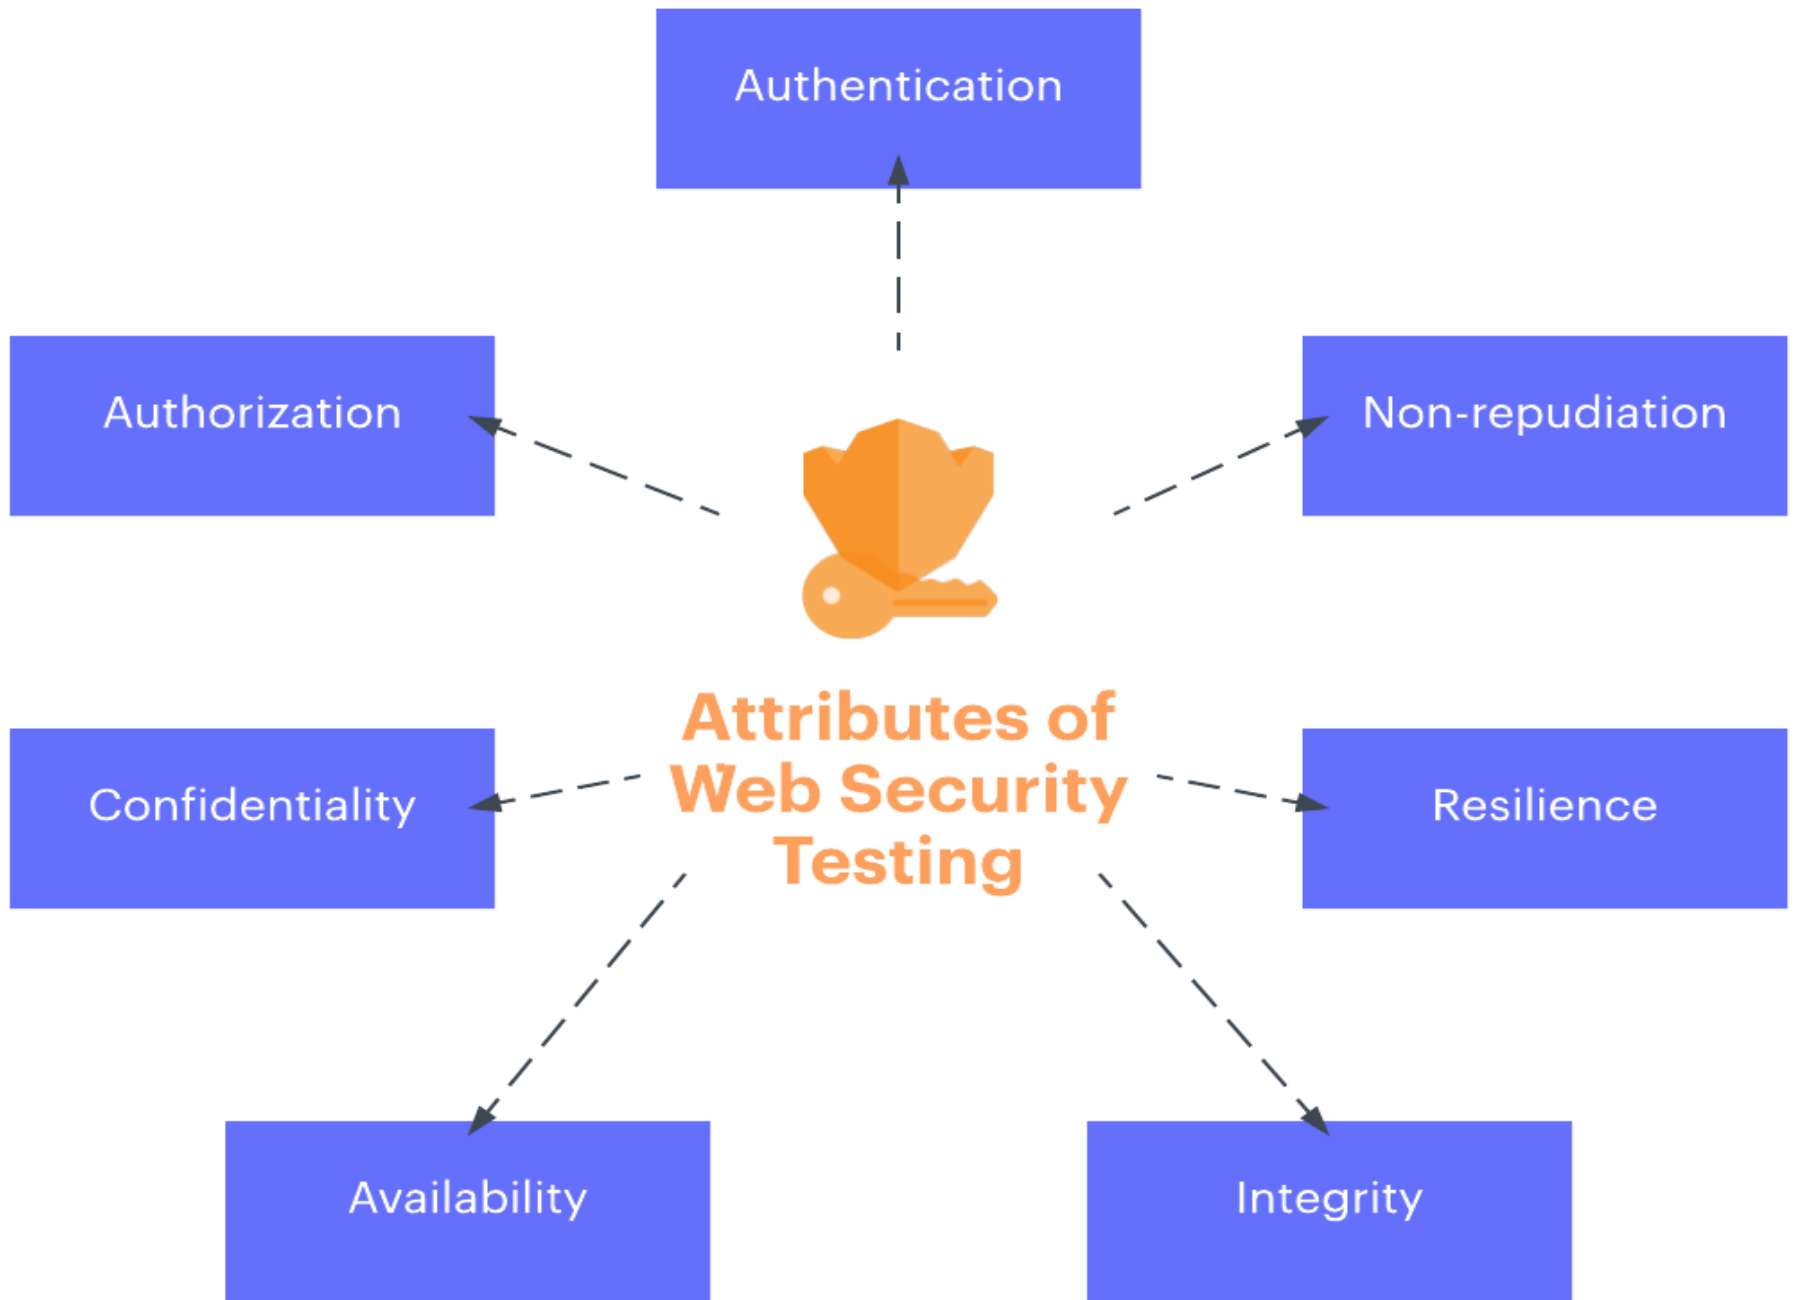 Authentication
Authorization
Non-repudiation
Attributes of
Web Security
Testing
Confidentiality
Resilience
Availability
Integrity